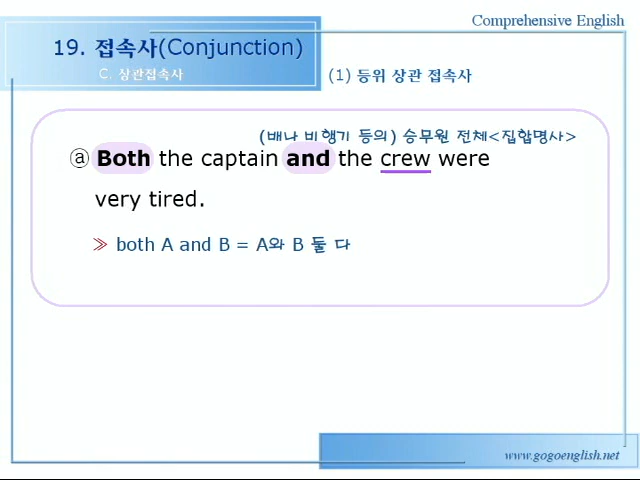 Comprehensive English
19. 접속사(Conjunction)
C. 상관접속사
(1) 등위 상관 접속사
(배나 비행기 등의) 승무원 전체<집합명사>
ⓐ Both the captain and the crew were
very tired.
≫ both A and B = A와 B 둘 다
www.gogoenglish.net